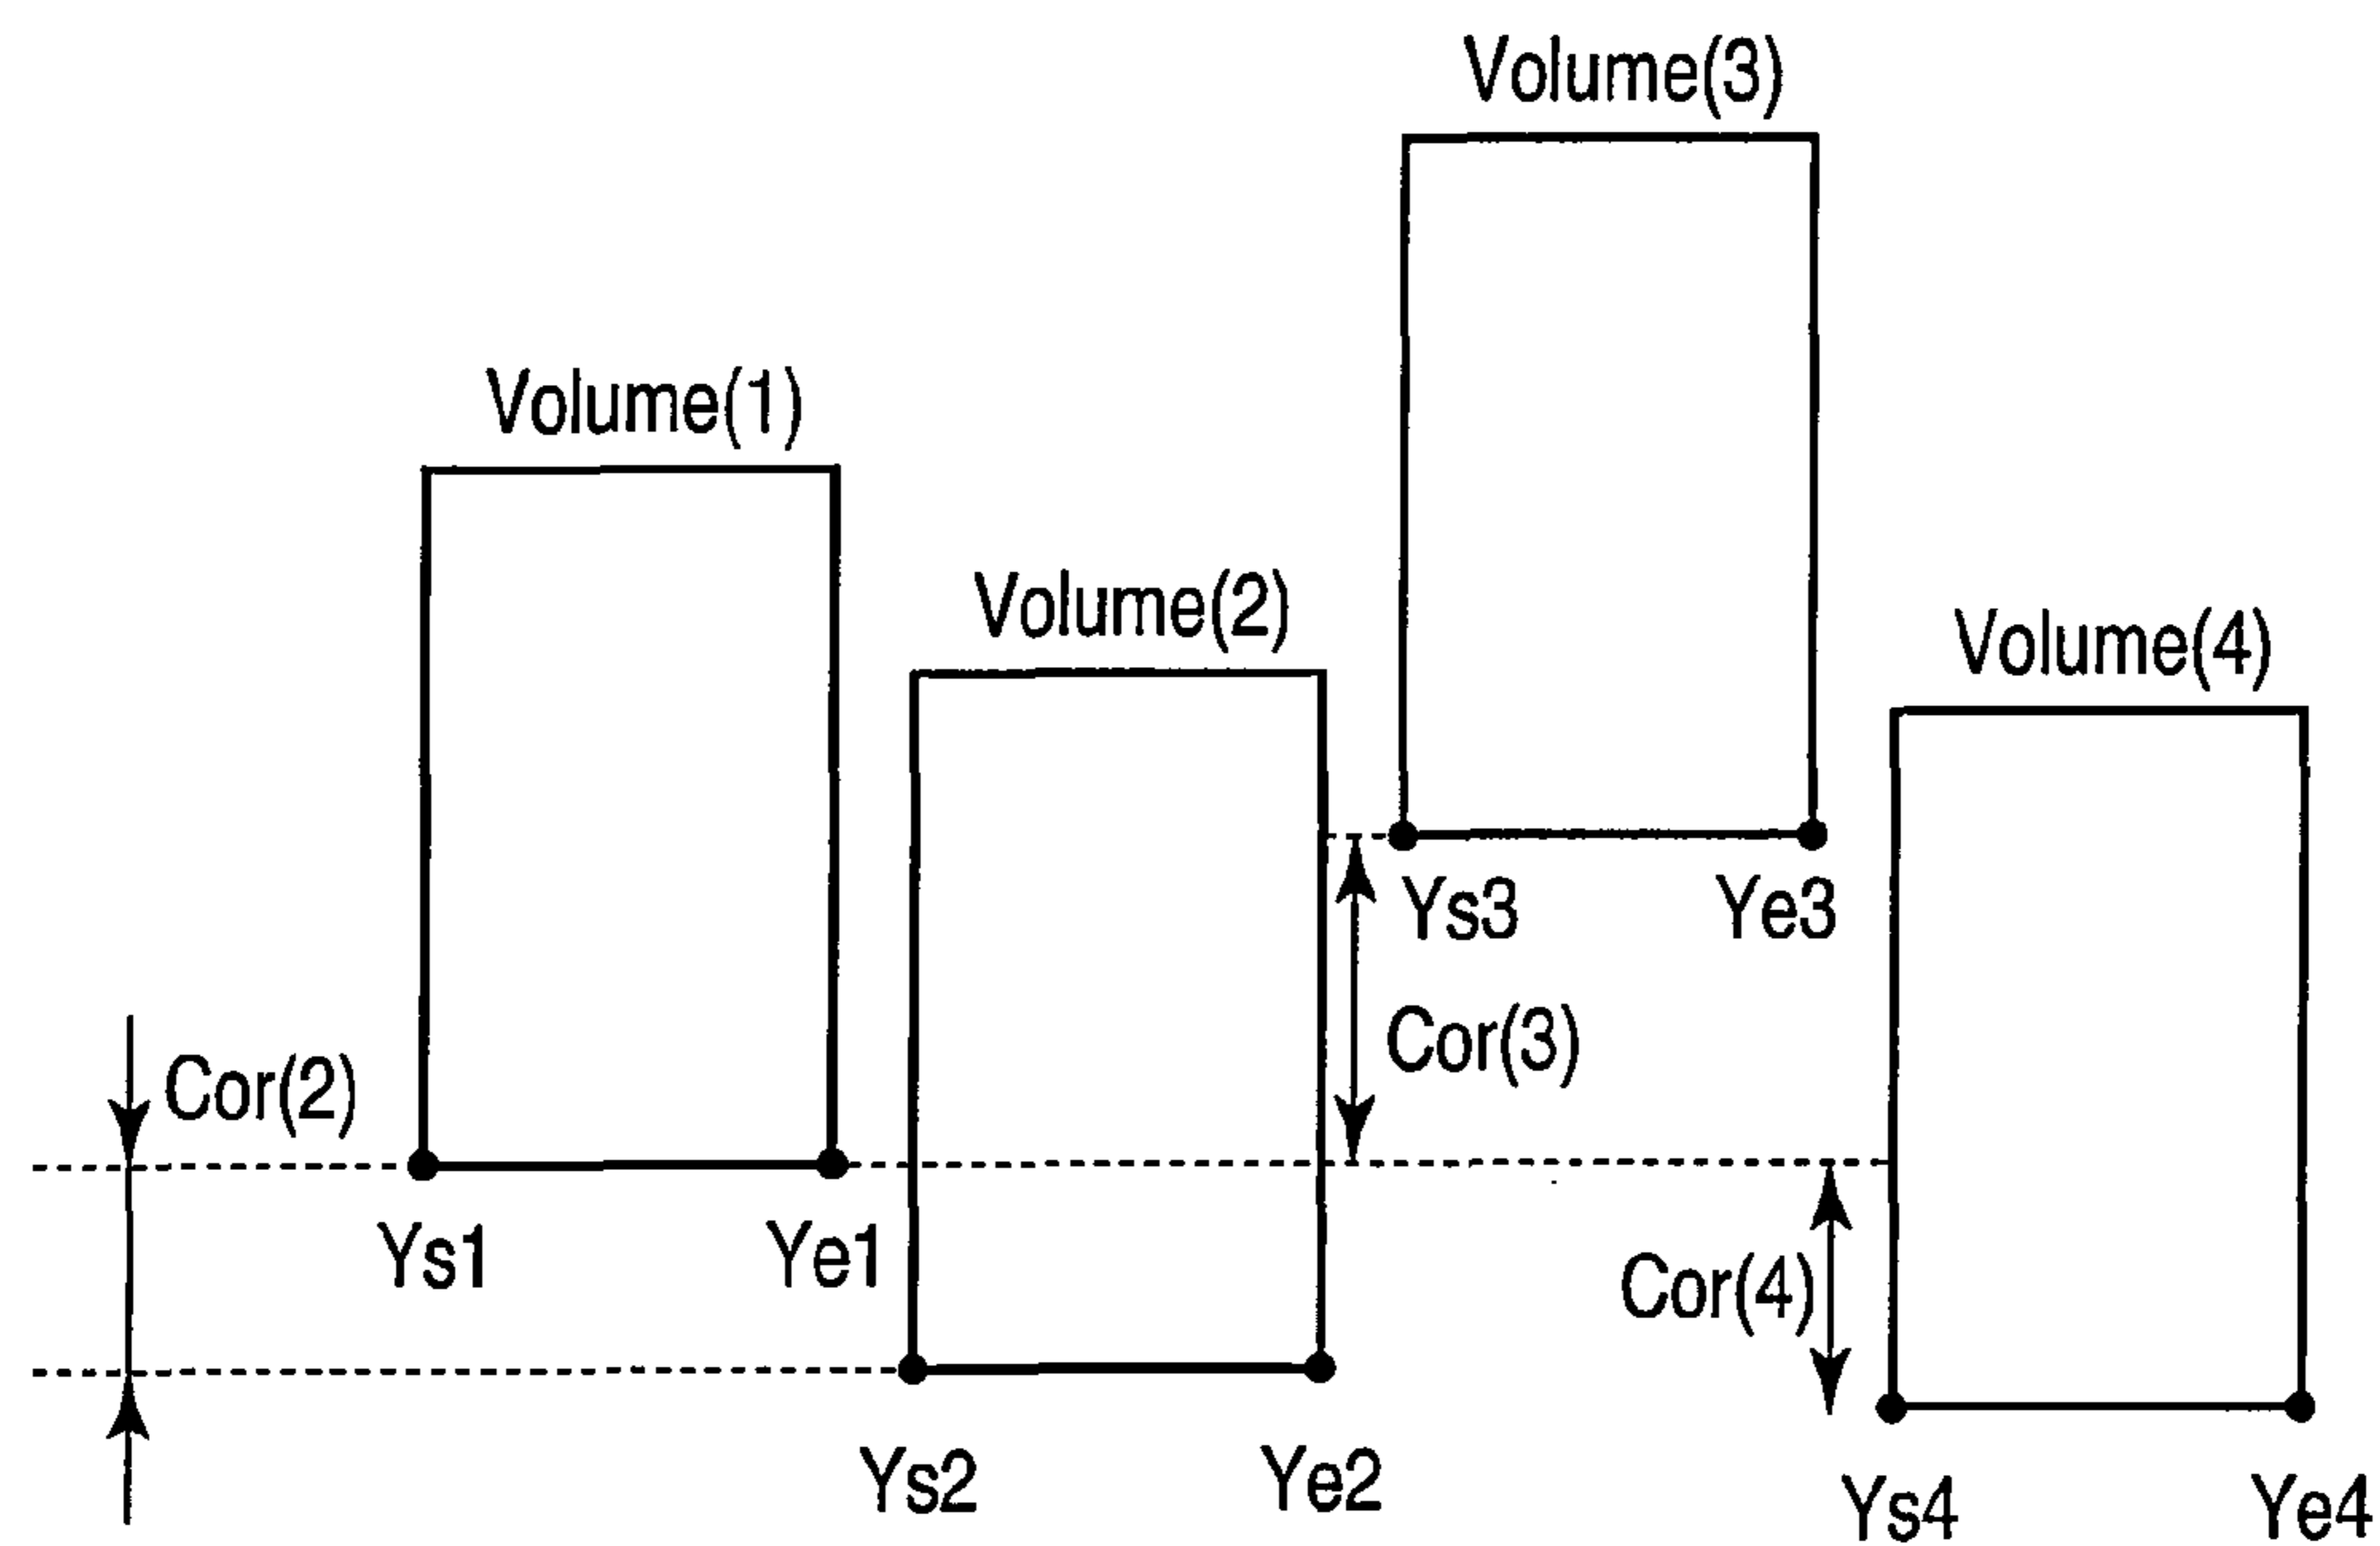 Volume(3)
Volume(1)
Volume(2)
Volume(4)
Ys3
Ye3
Cor(3)
Cor(2)
Ys1
Ye1
Cor(4)
Ys2
Ye2
Ys4
Ye4